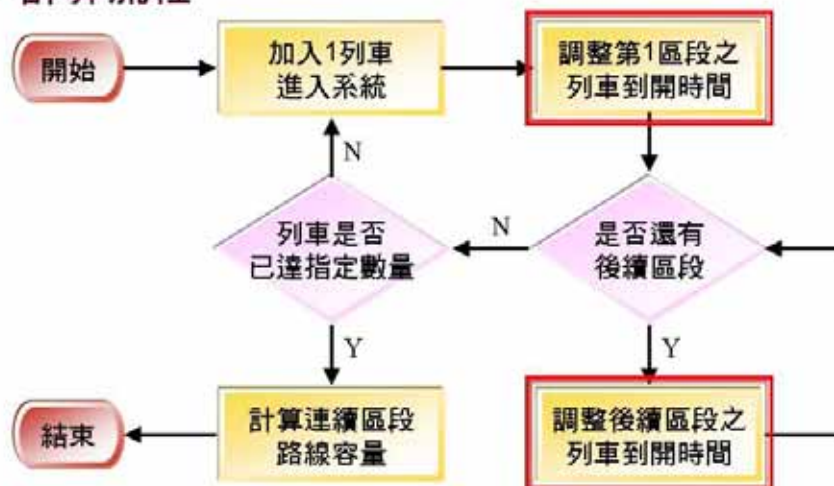 開始
加入1列車
進入系統
調整第1區段之
列車到開時間
N
列車是否
已達指定數量
N
是否還有
後續區段
Y
Y
結束
計算連續區段
路線容量
調整後續區段之
列車到開時間